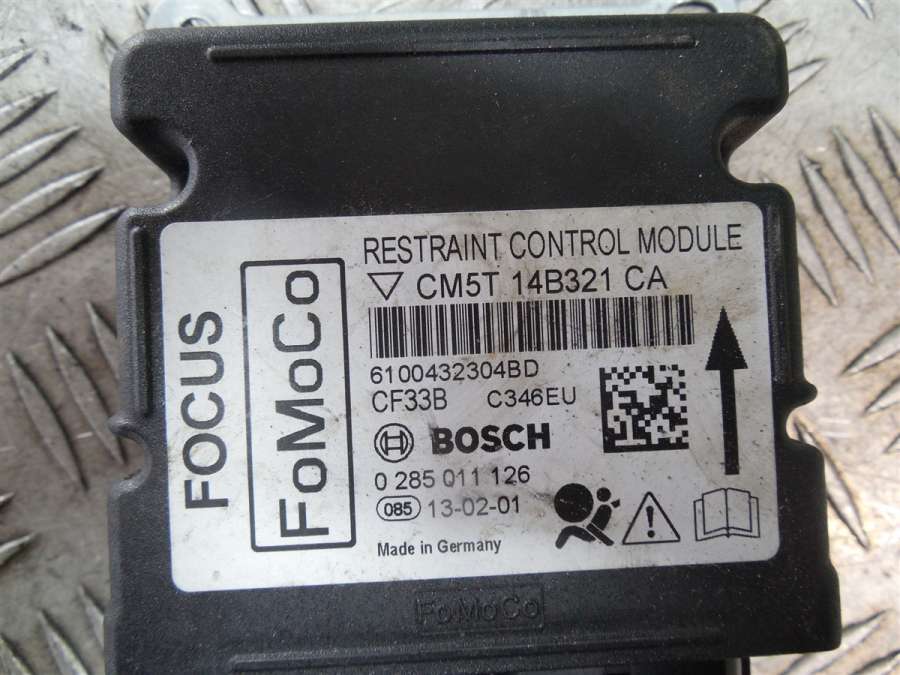 RESTRAINT CONTROL MODULE
CM5T 14B321 CA
6100432304BD
CF33B C346EU
BOSCH
0 285 011 126
085 13-02-01
Made in Germany
FOCUS
FoMoCo
FoMoCo